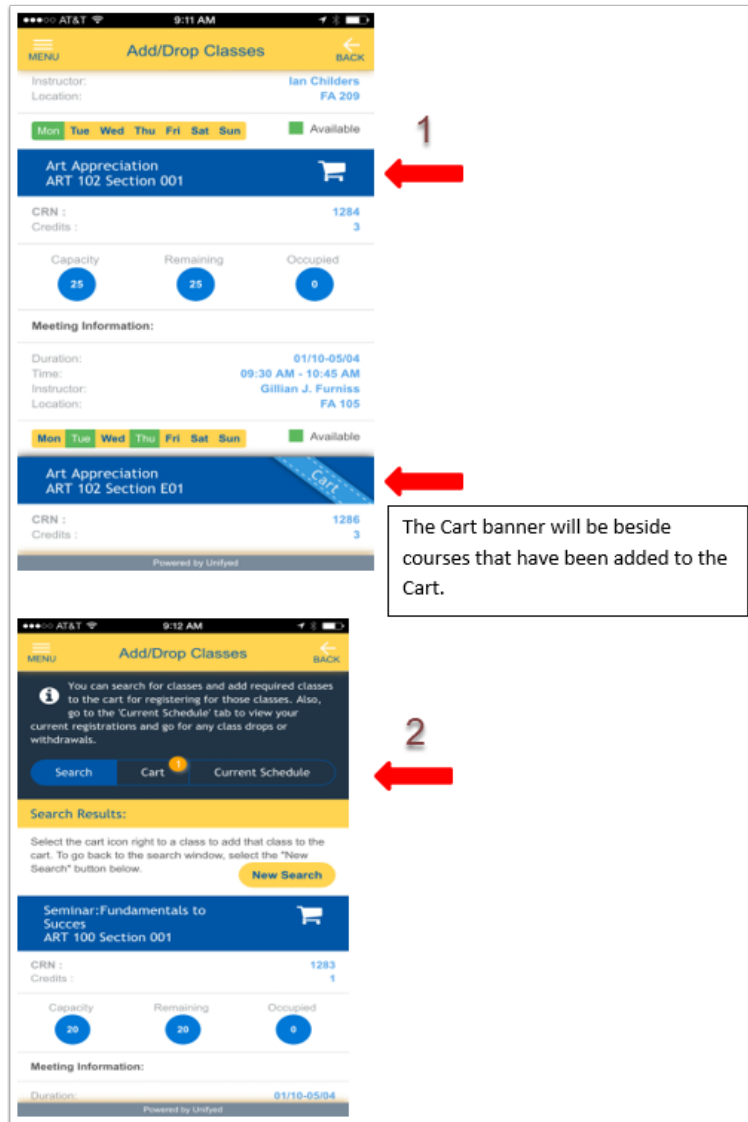 ●●●○○ AT&T 9:11 AM
MENU Add/Drop Classes BACK
Instructor: Ian Childers
Location: FA 209
Mon Tue Wed Thu Fri Sat Sun Available
1
Art Appreciation
ART 102 Section 001
CRN : 1284
Credits : 3
Capacity Remaining Occupied
25 25 0
Meeting Information:
Duration: 01/10-05/04
Time: 09:30 AM - 10:45 AM
Instructor: Gillian J. Furniss
Location: FA 105
Mon Tue Wed Thu Fri Sat Sun Available
Art Appreciation
ART 102 Section E01
Cart
CRN : 1286
Credits : 3
Powered by Unifyed
The Cart banner will be beside
courses that have been added to the
Cart.
●●●○○ AT&T 9:12 AM
MENU Add/Drop Classes BACK
You can search for classes and add required classes
to the cart for registering for those classes. Also,
go to the 'Current Schedule' tab to view your
current registrations and go for any class drops or
withdrawals.
2
Search Cart 1 Current Schedule
Search Results:
Select the cart icon right to a class to add that class to the
cart. To go back to the search window, select the "New
Search" button below.
New Search
Seminar:Fundamentals to
Succes
ART 100 Section 001
CRN : 1283
Credits : 1
Capacity Remaining Occupied
20 20 0
Meeting Information:
Duration: 01/10-05/04
Powered by Unifyed